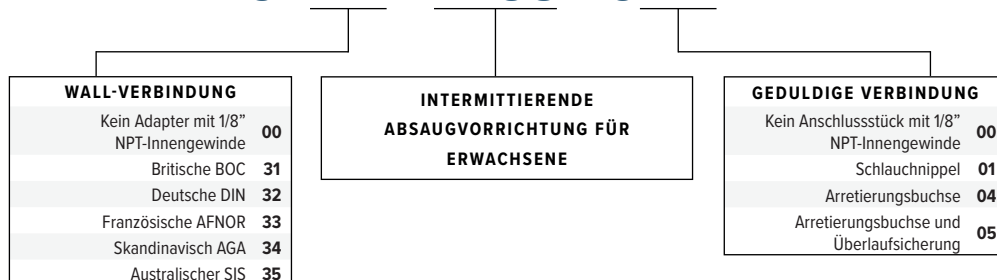 WALL-VERBINDUNG
Kein Adapter mit 1/8”
NPT-Innengewinde 00
Britische BOC 31
Deutsche DIN 32
Französische AFNOR 33
Skandinavisch AGA 34
Australischer SIS 35
INTERMITTIERENDE
ABSAUGVORRICHTUNG FÜR
ERWACHSENE
GEDULDIGE VERBINDUNG
Kein Anschlussstück mit 1/8”
NPT-Innengewinde 00
Schlauchnippel 01
Arretierungsbuchse 04
Arretierungsbuchse und
Überlaufsicherung 05